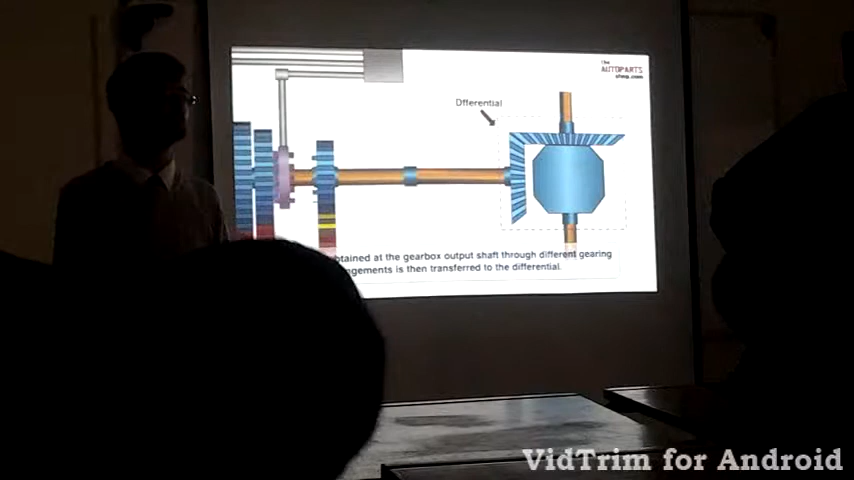 the
AUTOPARTS
shop.com
Dfferential
btained at the gearbox output shaft through different gearing
ngements is then transferred to the differential.
VidTrim for Android